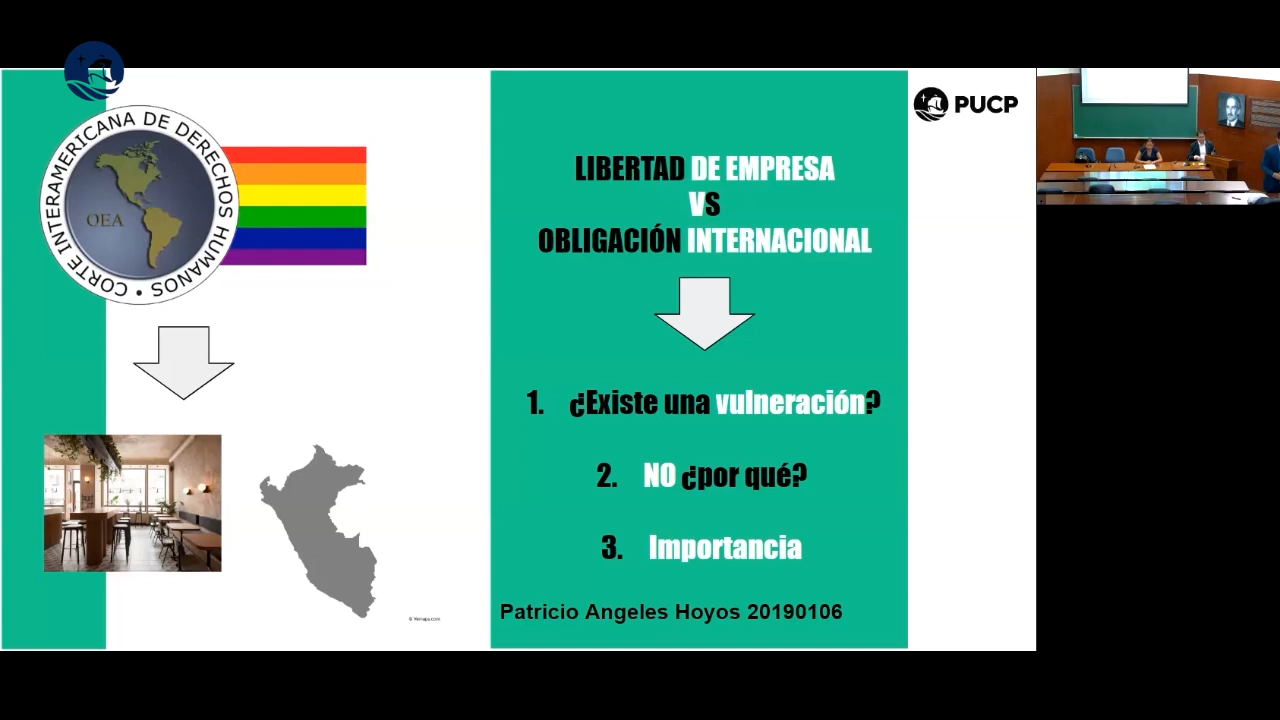 CORTE INTERAMERICANA DE DERECHOS HUMANOS •
OEA
LIBERTAD DE EMPRESA
VS
OBLIGACIÓN INTERNACIONAL
1. ¿Existe una vulneración?
2. NO ¿por qué?
3. Importancia
Patricio Angeles Hoyos 20190106
PUCP